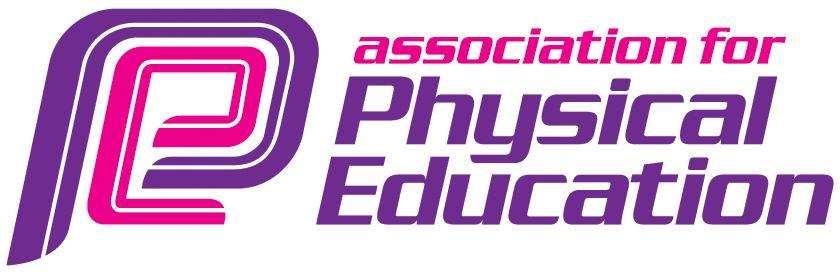 association for
Physical
Education